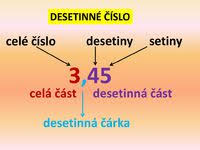 DESETINNÉ ČÍSLO
celé číslo desetiny setiny
3,45
celá část desetinná část
desetinná čárka